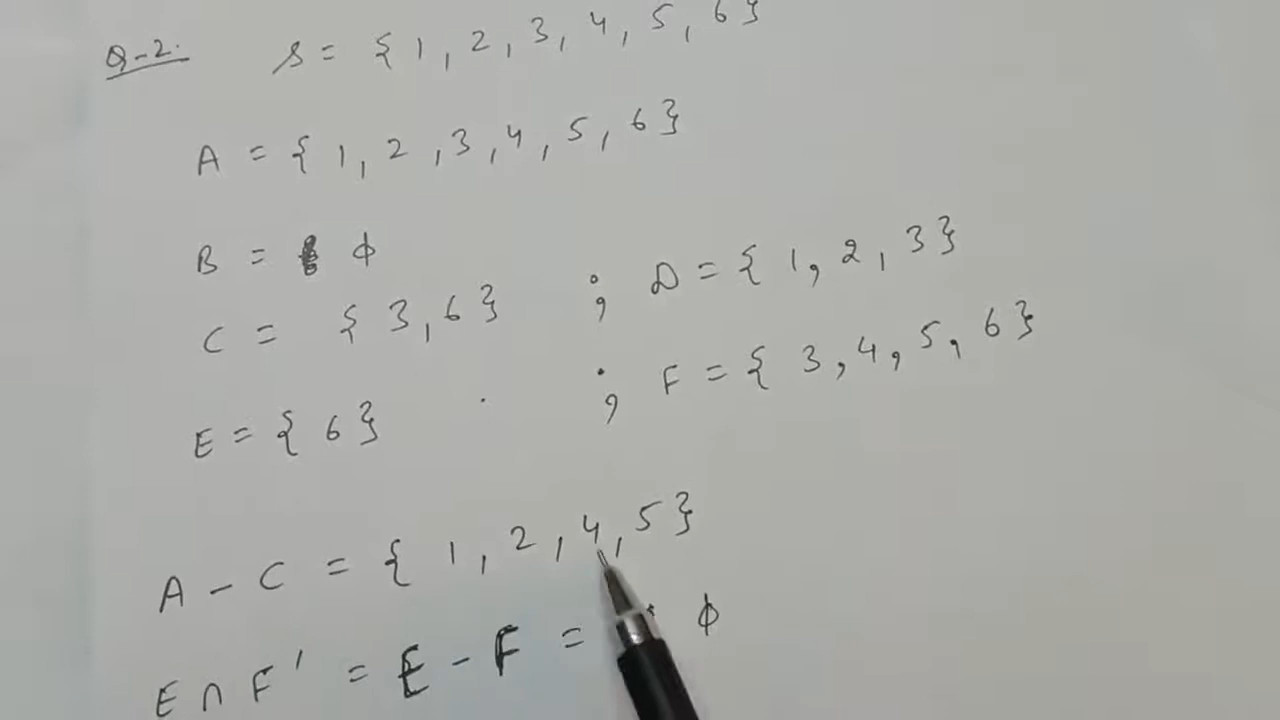 Q-2. S = {1, 2, 3, 4, 5, 6}
A = {1, 2, 3, 4, 5, 6}
B = ϕ
C = {3, 6} ; D = {1, 2, 3}
E = {6} ; F = {3, 4, 5, 6}
A - C = {1, 2, 4, 5}
E ∩ F' = E - F = ϕ